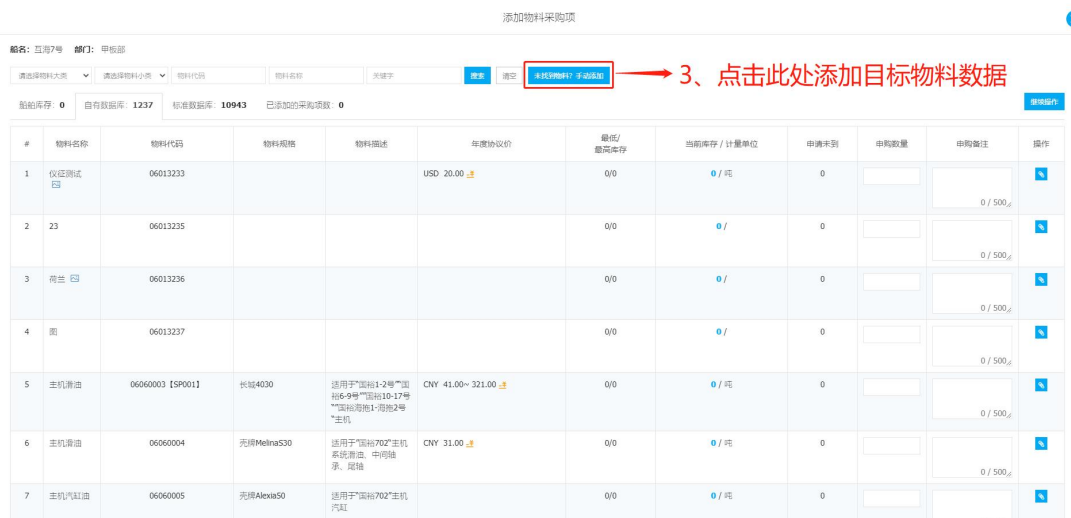 添加物料采购项
船名: 互海7号 部门: 甲板部
请选择物料大类 请选择物料小类 物料代码 物料名称 关键字 搜索 清空 未找到物料? 手动添加 3、点击此处添加目标物料数据
船舶库存: 0 自有数据库: 1237 标准数据库: 10943 已添加的采购项数: 0 继续操作
# 物料名称 物料代码 物料规格 物料描述 年度协议价 最低/ 当前库存 / 计量单位 申请未到 申购数量 申购备注 操作
最高库存
1 仪征测试 06013233 USD 20.00 0/0 0 / 吨 0
0 / 500
2 23 06013235 0/0 0 / 0
0 / 500
3 荷兰 06013236 0/0 0 / 0
0 / 500
4 图 06013237 0/0 0 / 0
0 / 500
5 主机滑油 06060003【SP001】 长城4030 适用于"国裕1-2号""国 CNY 41.00~ 321.00 0/0 0 / 吨 0
裕6-9号""国裕10-17号
""国裕海拖1-海拖2号
"主机
0 / 500
6 主机滑油 06060004 壳牌MelinaS30 适用于"国裕702"主机 CNY 31.00 0/0 0 / 吨 0
系统滑油、中间轴
承、尾轴
0 / 500
7 主机汽缸油 06060005 壳牌Alexia50 适用于"国裕702"主机 0/0 0 / 吨 0
汽缸